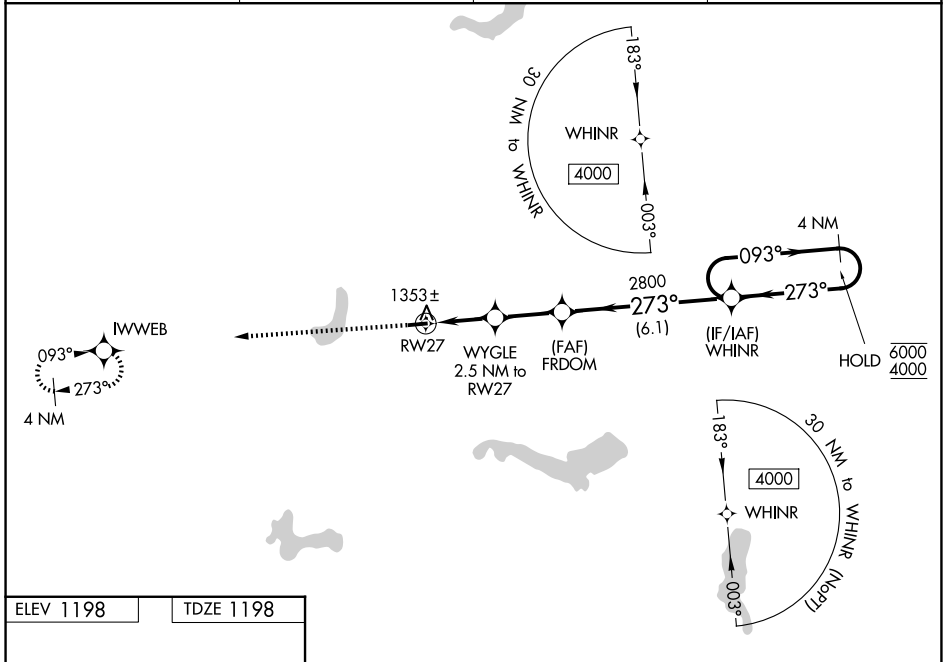 183°
30 NM to WHINR
WHINR
4000
003°
4 NM
093°
2800
273°
(6.1)
273°
1353±
(IF/IAF)
WHINR
HOLD
6000
4000
IWWEB
RW27
WYGLE
2.5 NM to
RW27
(FAF)
FRDOM
093°
273°
4 NM
183°
30 NM to WHINR (NoPT)
4000
WHINR
003°
ELEV 1198
TDZE 1198